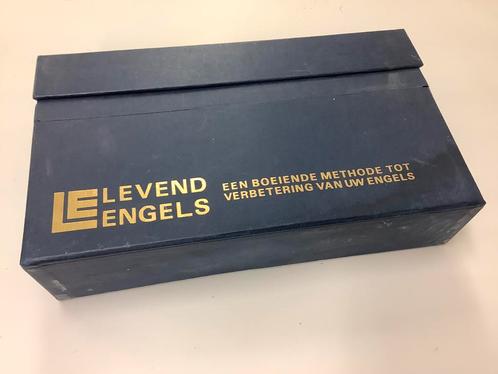 LE
LEVEND
ENGELS
EEN BOEIENDE METHODE TOT
VERBETERING VAN UW ENGELS